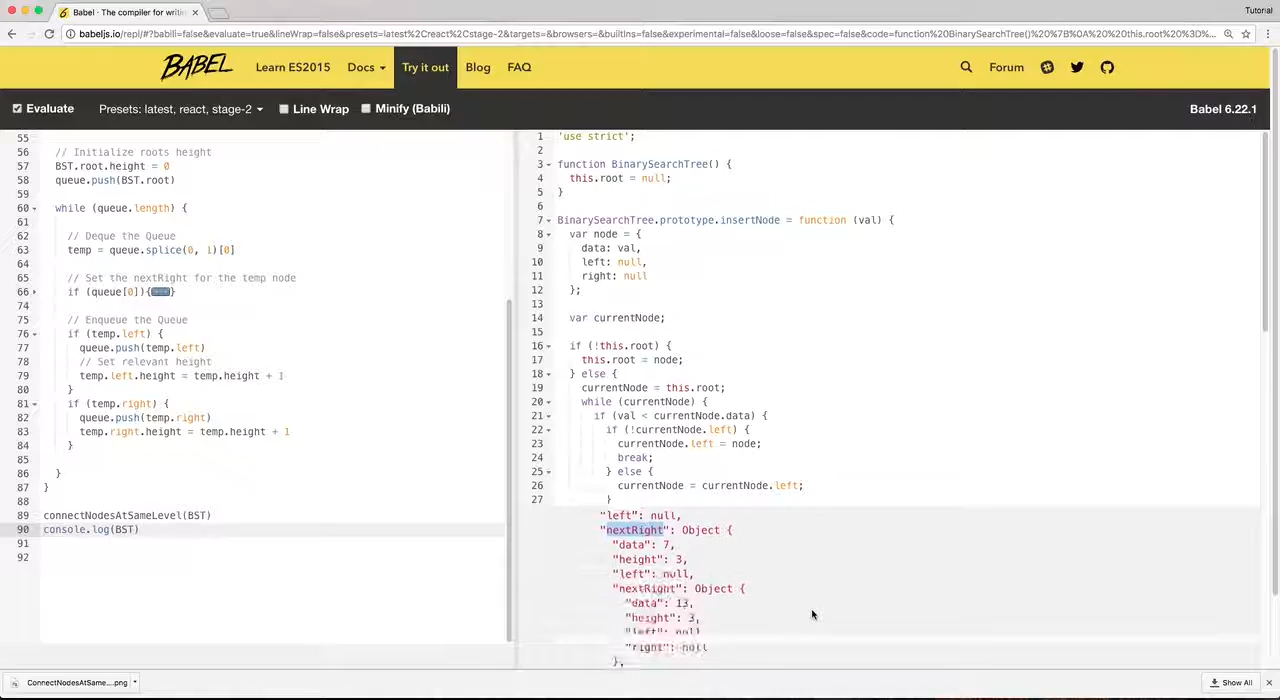 Babel · The compiler for writi
Tutorial
babeljs.io/repl/#?babili=false&evaluate=true&lineWrap=false&presets=latest%2Creact%2Cstage-2&targets=&browsers=&builtIns=false&experimental=false&loose=false&spec=false&code=function%20BinarySearchTree()%20%7B%0A%20%20this.root%20%3D%...
BABEL Learn ES2015 Docs Try it out Blog FAQ Forum
Evaluate Presets: latest, react, stage-2 Line Wrap Minify (Babili) Babel 6.22.1
55
56 // Initialize roots height
57 BST.root.height = 0
58 queue.push(BST.root)
59
60 while (queue.length) {
61
62 // Deque the Queue
63 temp = queue.splice(0, 1)[0]
64
65 // Set the nextRight for the temp node
66 if (queue[0]){...}
74
75 // Enqueue the Queue
76 if (temp.left) {
77 queue.push(temp.left)
78 // Set relevant height
79 temp.left.height = temp.height + 1
80 }
81 if (temp.right) {
82 queue.push(temp.right)
83 temp.right.height = temp.height + 1
84 }
85
86 }
87 }
88
89 connectNodesAtSameLevel(BST)
90 console.log(BST)
91
92
1 'use strict';
2
3 function BinarySearchTree() {
4 this.root = null;
5 }
6
7 BinarySearchTree.prototype.insertNode = function (val) {
8 var node = {
9 data: val,
10 left: null,
11 right: null
12 };
13
14 var currentNode;
15
16 if (!this.root) {
17 this.root = node;
18 } else {
19 currentNode = this.root;
20 while (currentNode) {
21 if (val < currentNode.data) {
22 if (!currentNode.left) {
23 currentNode.left = node;
24 break;
25 } else {
26 currentNode = currentNode.left;
27 }
"left": null,
"nextRight": Object {
"data": 7,
"height": 3,
"left": null,
"nextRight": Object {
"data": 13,
"height": 3,
"left": null
"right": null
},
ConnectNodesAtSame....png
Show All